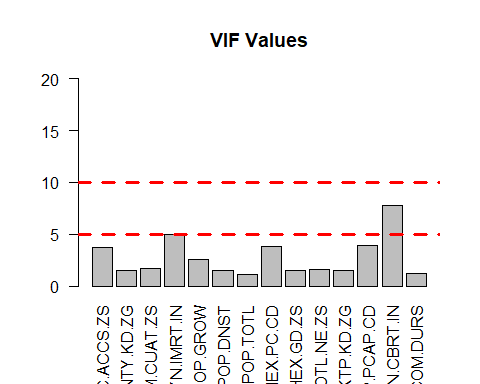 VIF Values
20
15
10
5
0
C.ACCS.ZS
NTY.KD.ZG
M.CUAT.ZS
YN.IMRT.IN
OP.GROW
POP.DNST
POP.TOTL
HEX.PC.CD
HEX.GD.ZS
OTL.NE.ZS
XTP.KD.ZG
P.PCAP.CD
N.CBRT.IN
COM.DURS